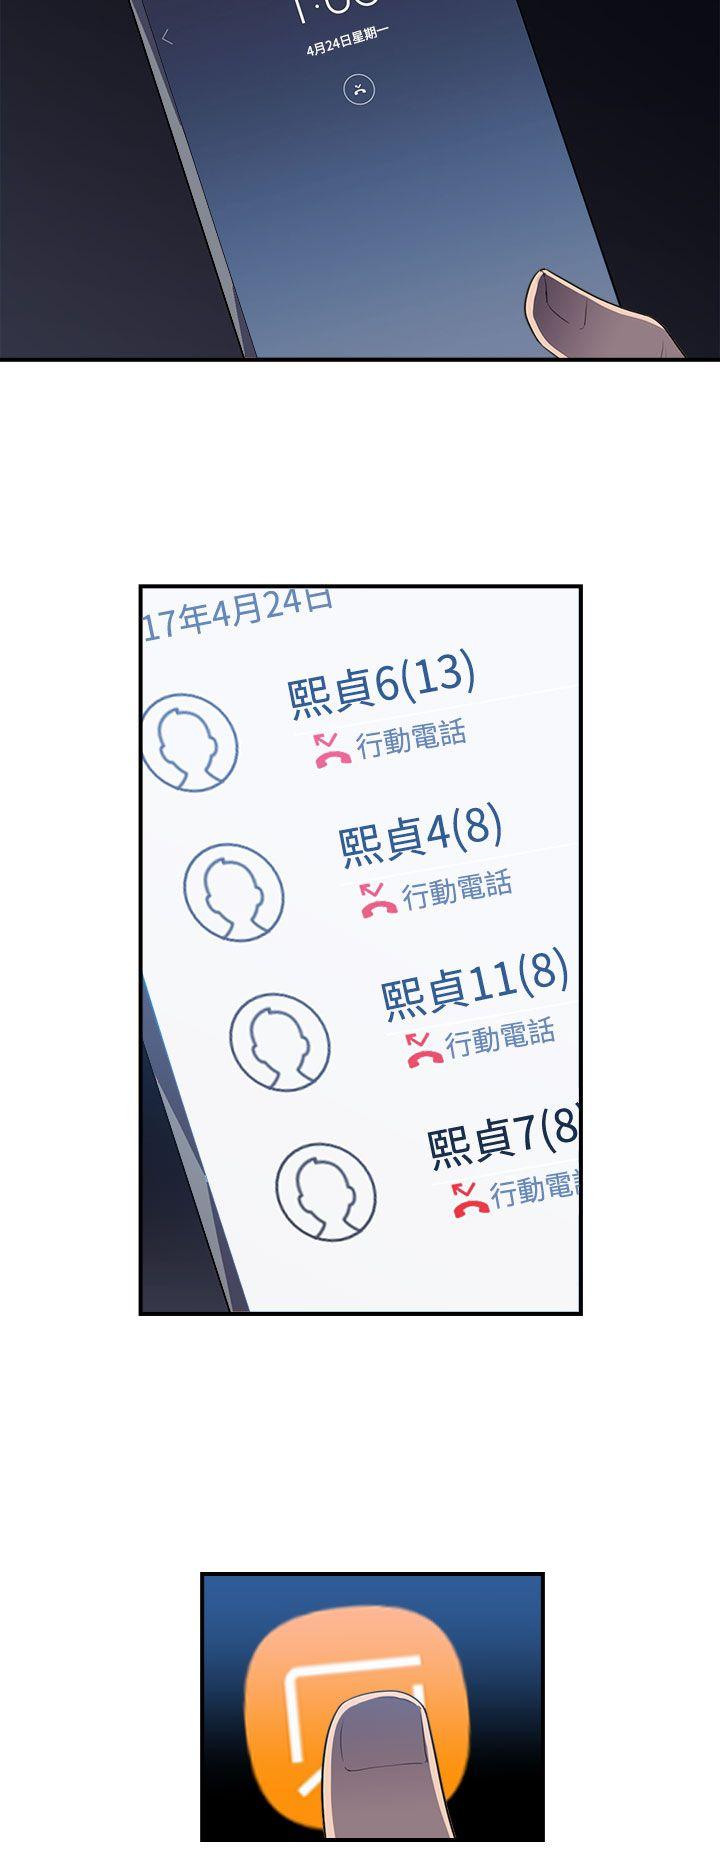 4月24日星期一
17年4月24日
熙貞6(13)
行動電話
熙貞4(8)
行動電話
熙貞11(8)
行動電話
熙貞7(8)
行動電話